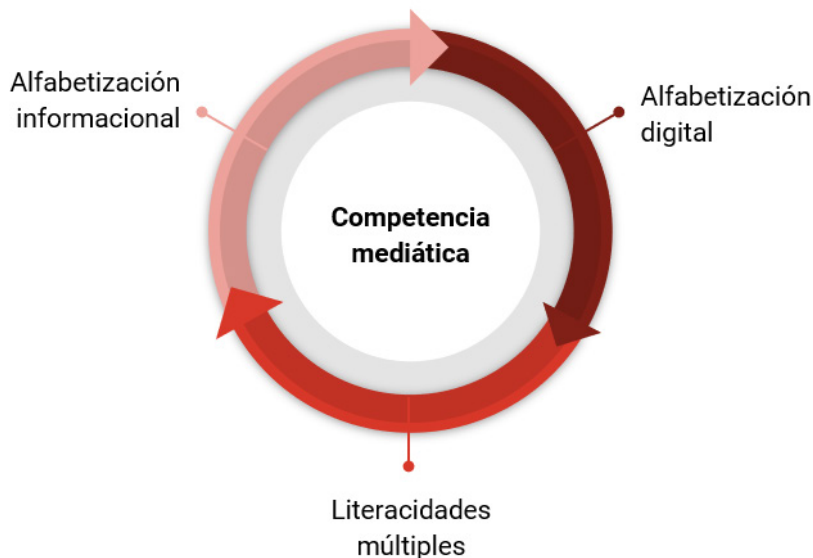 Alfabetización
informacional
Alfabetización
digital
Competencia
mediática
Literacidades
múltiples